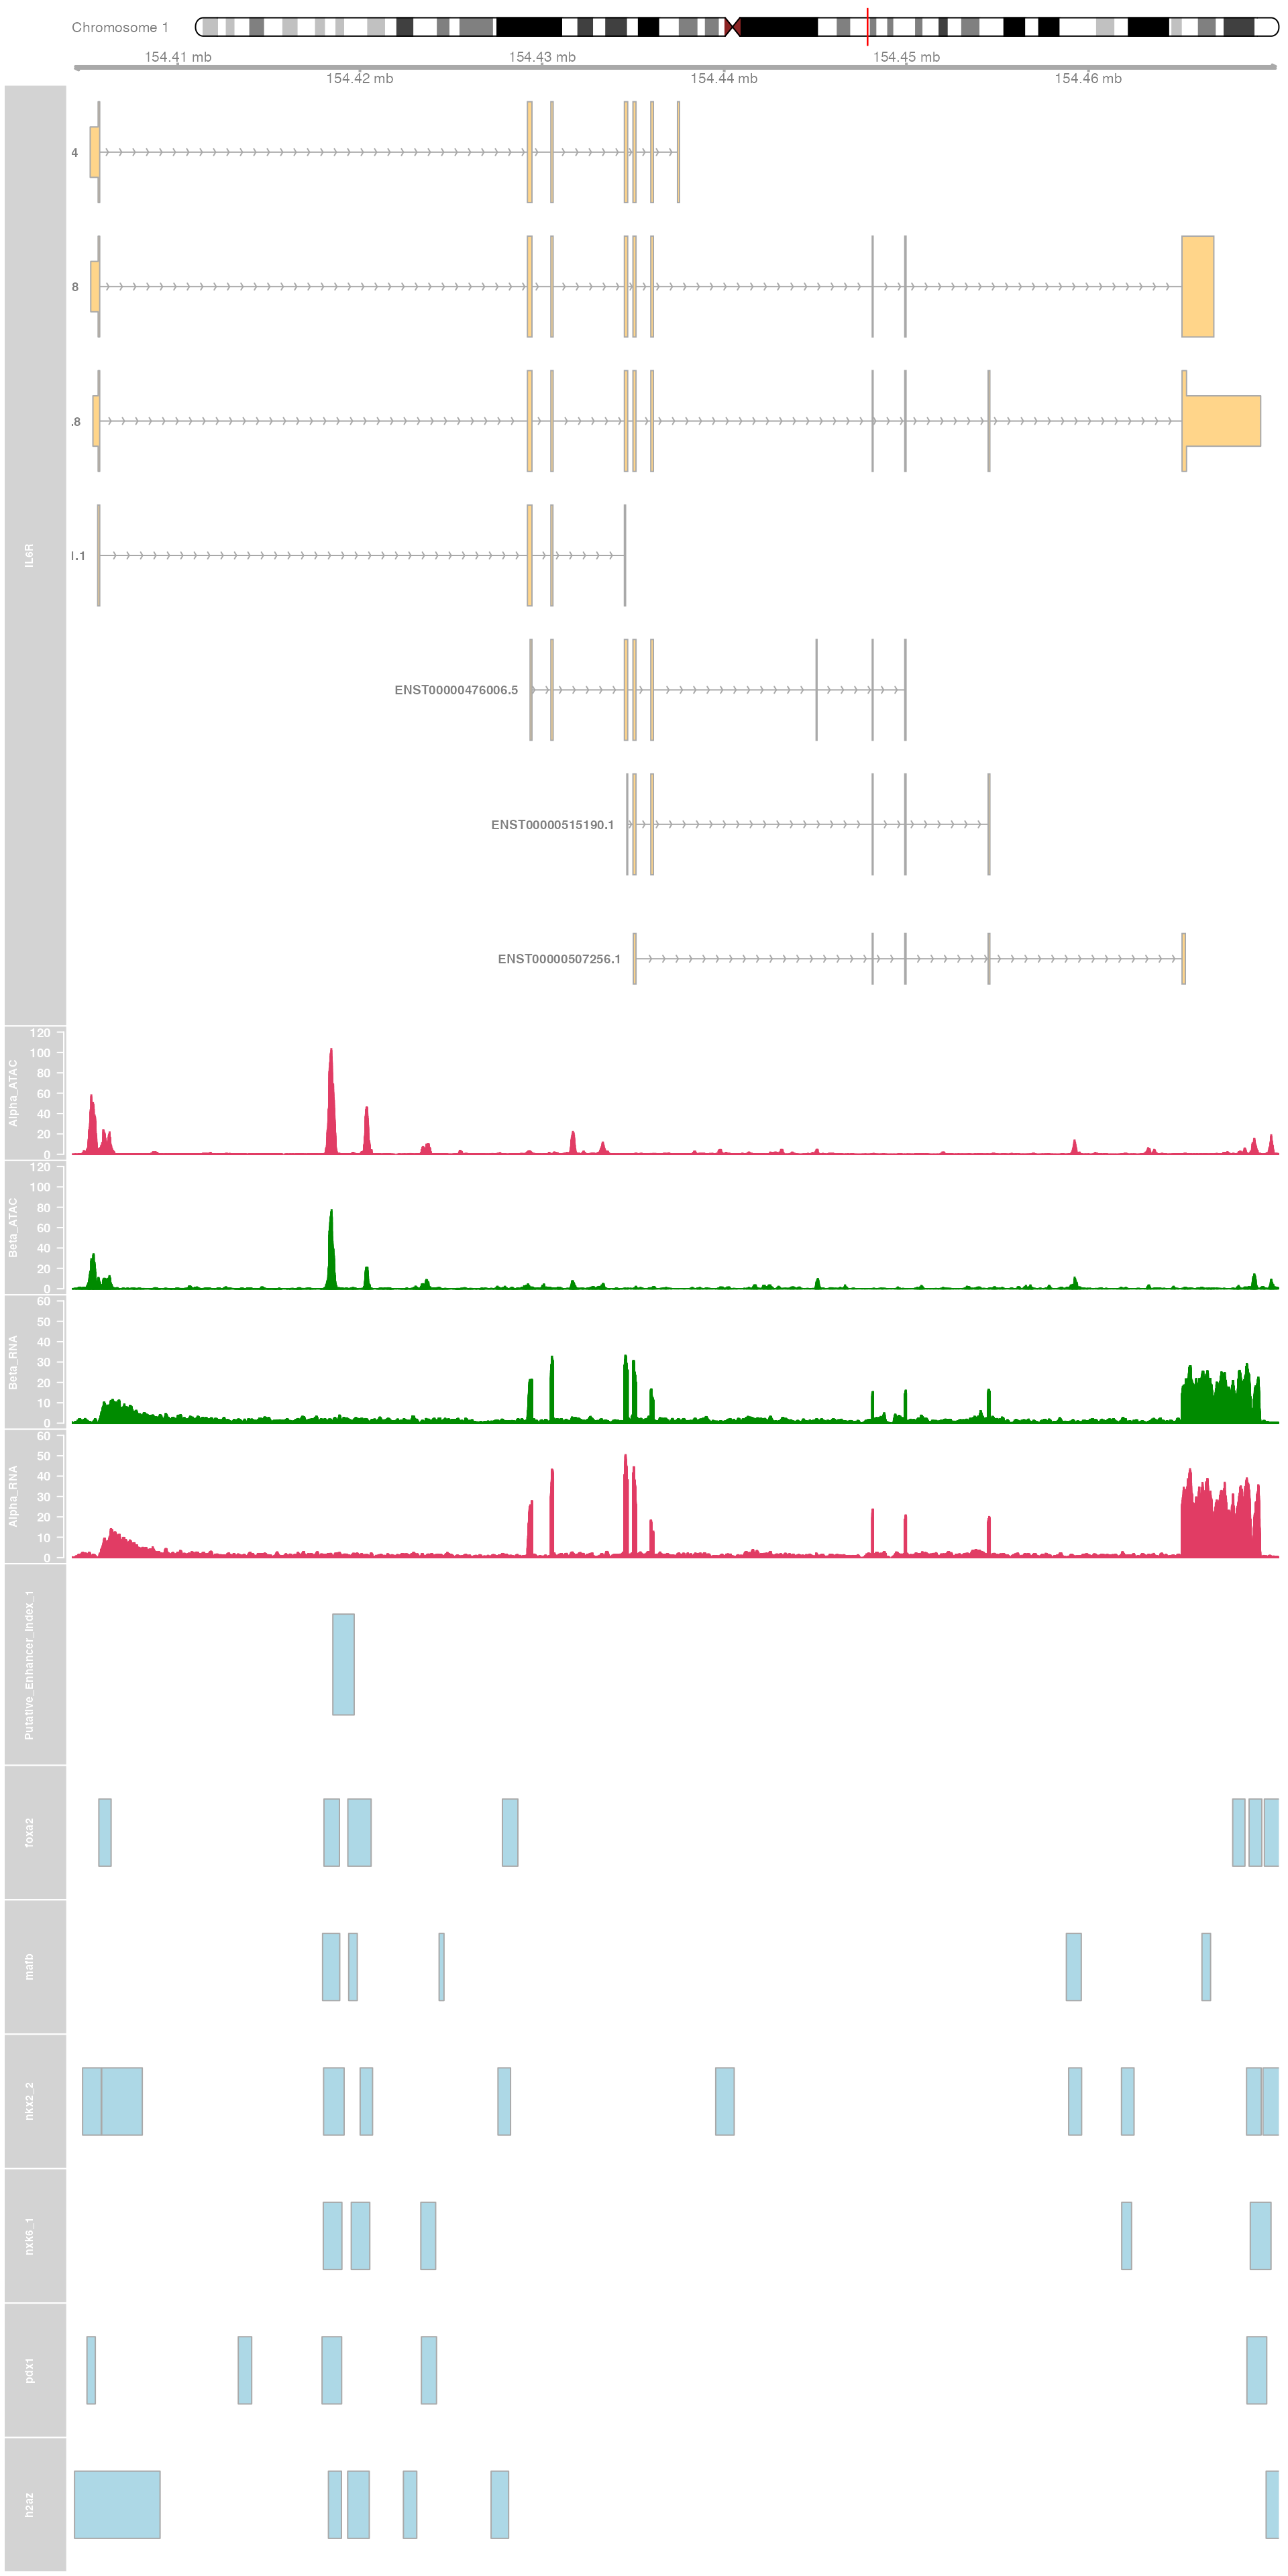 Chromosome 1
154.41 mb
154.43 mb
154.45 mb
154.42 mb
154.44 mb
154.46 mb
IL6R
4
8
.8
l.1
ENST00000476006.5
ENST00000515190.1
ENST00000507256.1
Alpha_ATAC
120
100
80
60
40
20
0
Beta_ATAC
120
100
80
60
40
20
0
Beta_RNA
60
50
40
30
20
10
0
Alpha_RNA
60
50
40
30
20
10
0
Putative_Enhancer_Index_1
foxa2
mafb
nkx2_2
nxk6_1
pdx1
h2az